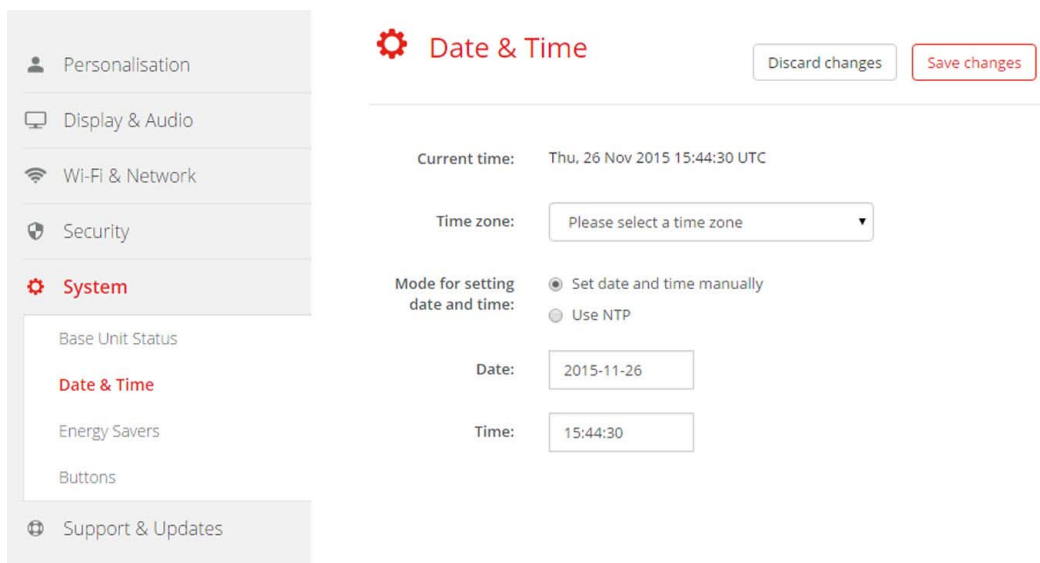 Personalisation
Display & Audio
Wi-Fi & Network
Security
System
Base Unit Status
Date & Time
Energy Savers
Buttons
Support & Updates
Date & Time
Discard changes
Save changes
Current time: Thu, 26 Nov 2015 15:44:30 UTC
Time zone: Please select a time zone
Mode for setting
date and time:
Set date and time manually
Use NTP
Date: 2015-11-26
Time: 15:44:30